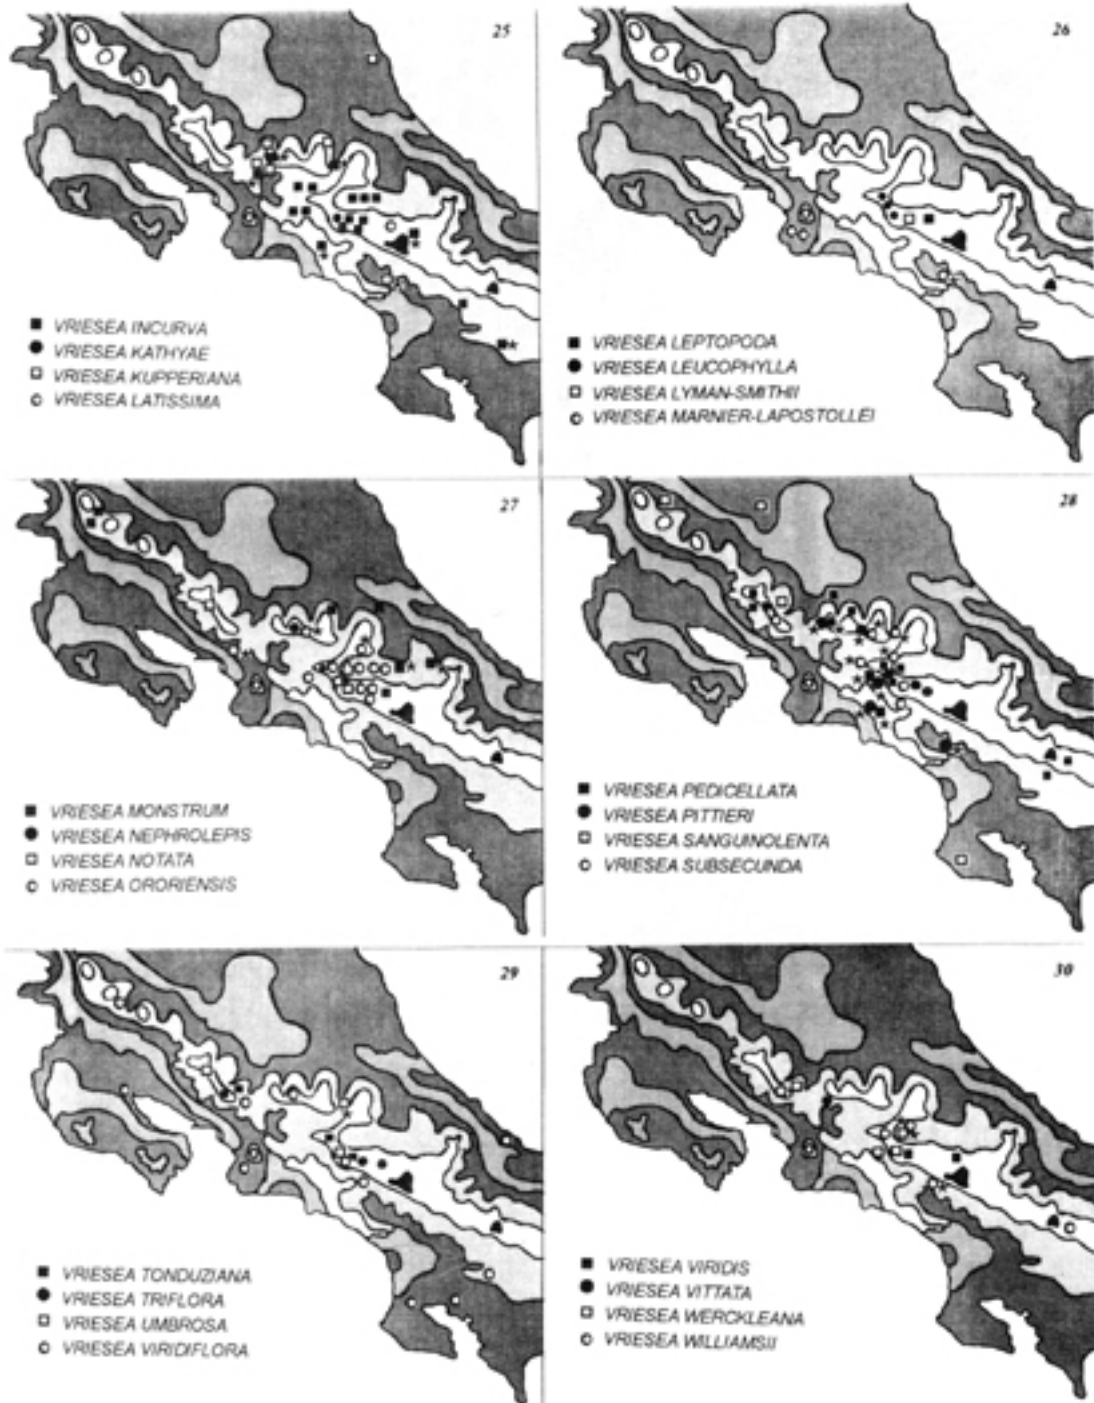 25
■ VRIESEA INCURVA
● VRIESEA KATHYAE
□ VRIESEA KUPPERIANA
○ VRIESEA LATISSIMA
26
■ VRIESEA LEPTOPODA
● VRIESEA LEUCOPHYLLA
□ VRIESEA LYMAN-SMITHII
○ VRIESEA MARNIER-LAPOSTOLLEI
27
■ VRIESEA MONSTRUM
● VRIESEA NEPHROLEPIS
□ VRIESEA NOTATA
○ VRIESEA ORORIENSIS
28
■ VRIESEA PEDICELLATA
● VRIESEA PITTIERI
□ VRIESEA SANGUINOLENTA
○ VRIESEA SUBSECUNDA
29
■ VRIESEA TONDUZIANA
● VRIESEA TRIFLORA
□ VRIESEA UMBROSA
○ VRIESEA VIRIDIFLORA
30
■ VRIESEA VIRIDIS
● VRIESEA VITTATA
□ VRIESEA WERCKLEANA
○ VRIESEA WILLIAMSII